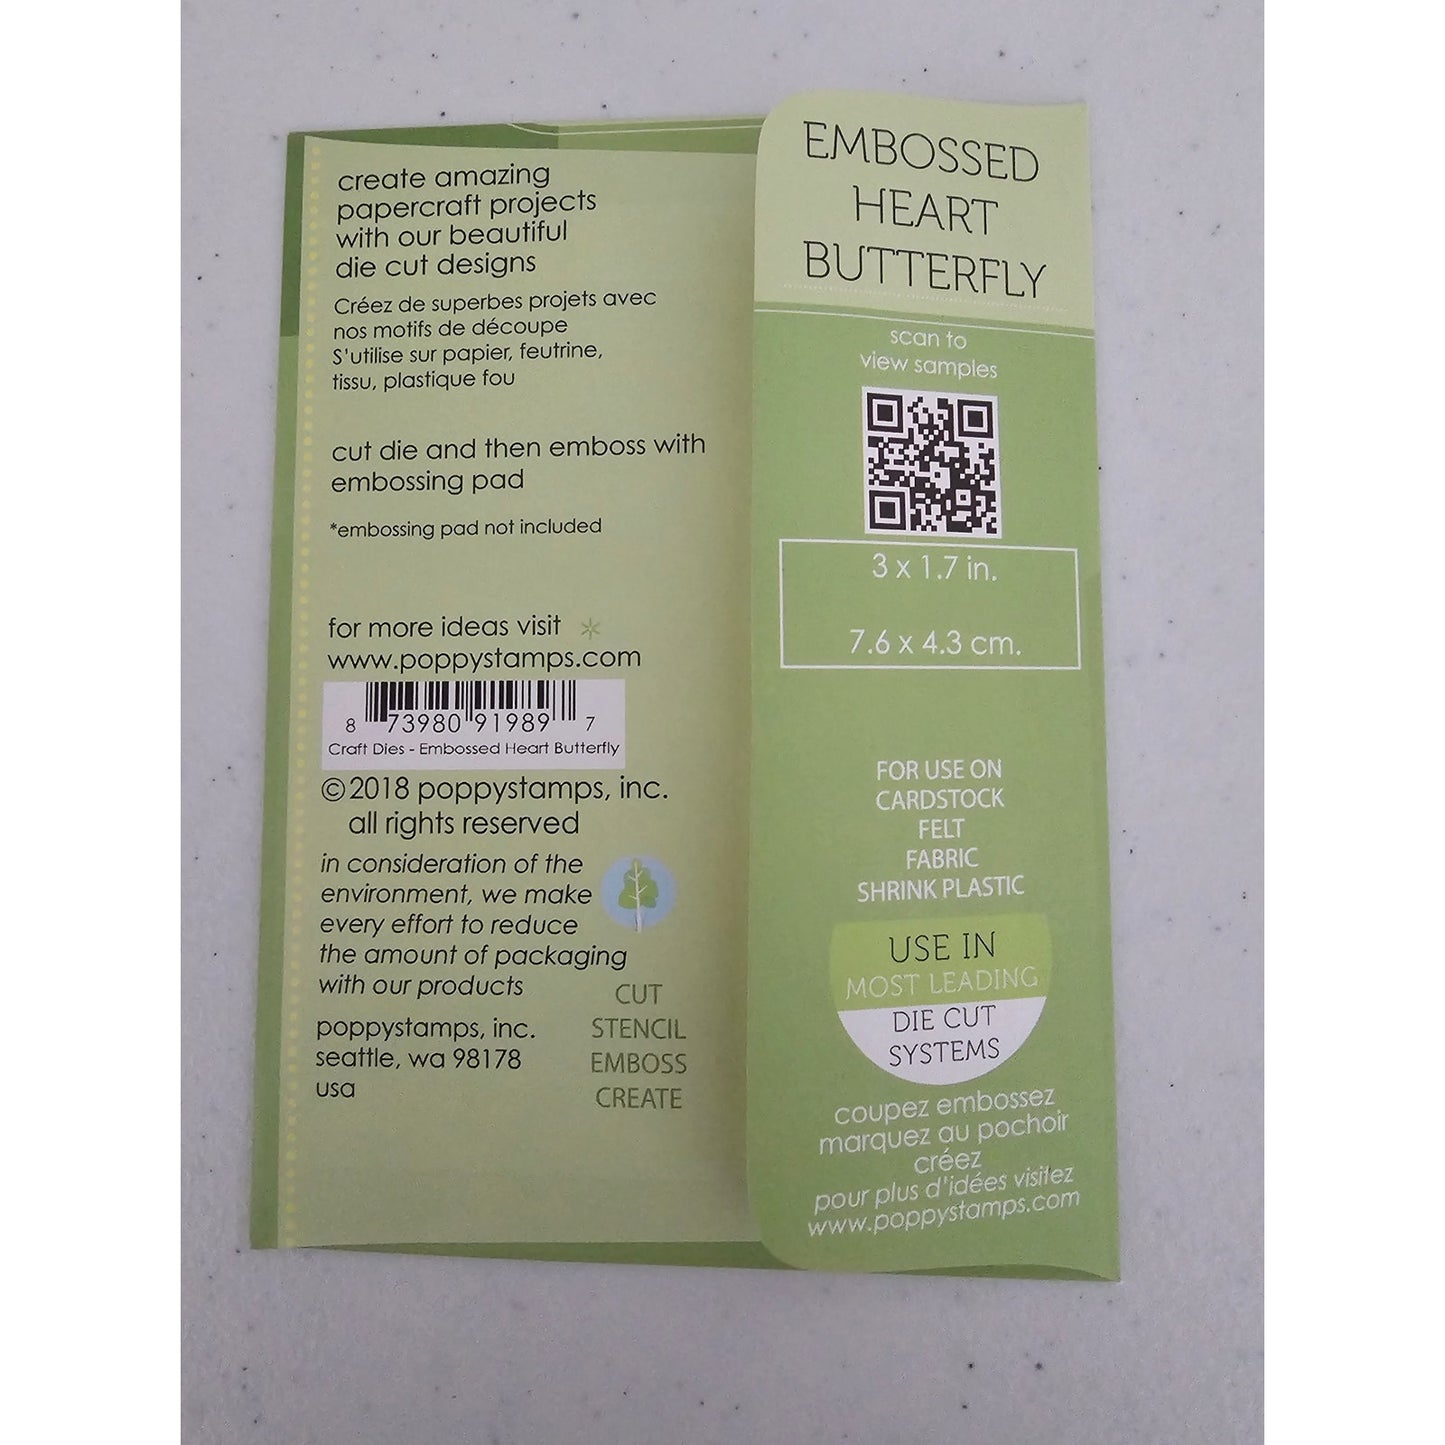 create amazing
papercraft projects
with our beautiful
die cut designs
Créez de superbes projets avec
nos motifs de découpe
S'utilise sur papier, feutrine,
tissu, plastique fou
cut die and then emboss with
embossing pad
*embossing pad not included
for more ideas visit
www.poppystamps.com
8 73980 91989 7
Craft Dies - Embossed Heart Butterfly
©2018 poppystamps, inc.
all rights reserved
in consideration of the
environment, we make
every effort to reduce
the amount of packaging
with our products
poppystamps, inc.
seattle, wa 98178
usa
CUT
STENCIL
EMBOSS
CREATE
EMBOSSED
HEART
BUTTERFLY
scan to
view samples
3 x 1.7 in.
7.6 x 4.3 cm.
FOR USE ON
CARDSTOCK
FELT
FABRIC
SHRINK PLASTIC
USE IN
MOST LEADING
DIE CUT
SYSTEMS
coupez embossez
marquez au pochoir
créez
pour plus d'idées visitez
www.poppystamps.com